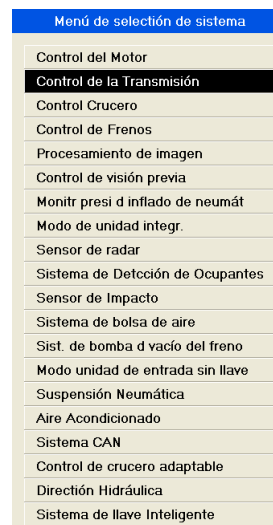 Menú de selectión de sistema
Control del Motor
Control de la Transmisión
Control Crucero
Control de Frenos
Procesamiento de imagen
Control de visión previa
Monitr presi d inflado de neumát
Modo de unidad integr.
Sensor de radar
Sistema de Detcción de Ocupantes
Sensor de Impacto
Sistema de bolsa de aire
Sist. de bomba d vacío del freno
Modo unidad de entrada sin llave
Suspensión Neumática
Aire Acondicionado
Sistema CAN
Control de crucero adaptable
Directión Hidráulica
Sistema de llave Inteligente